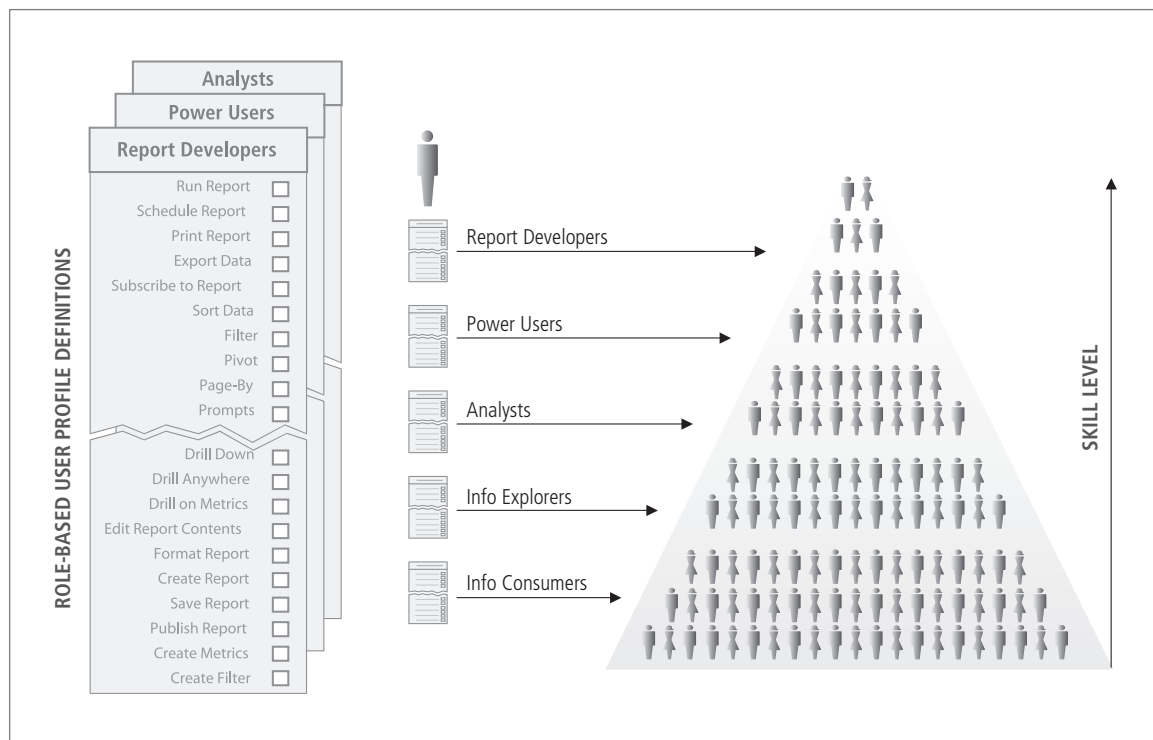 Analysts
Power Users
Report Developers
Run Report
Schedule Report
Print Report
Export Data
Subscribe to Report
Sort Data
Filter
Pivot
Page-By
Prompts
Drill Down
Drill Anywhere
Drill on Metrics
Edit Report Contents
Format Report
Create Report
Save Report
Publish Report
Create Metrics
Create Filter
ROLE-BASED USER PROFILE DEFINITIONS
Report Developers
Power Users
Analysts
Info Explorers
Info Consumers
SKILL LEVEL